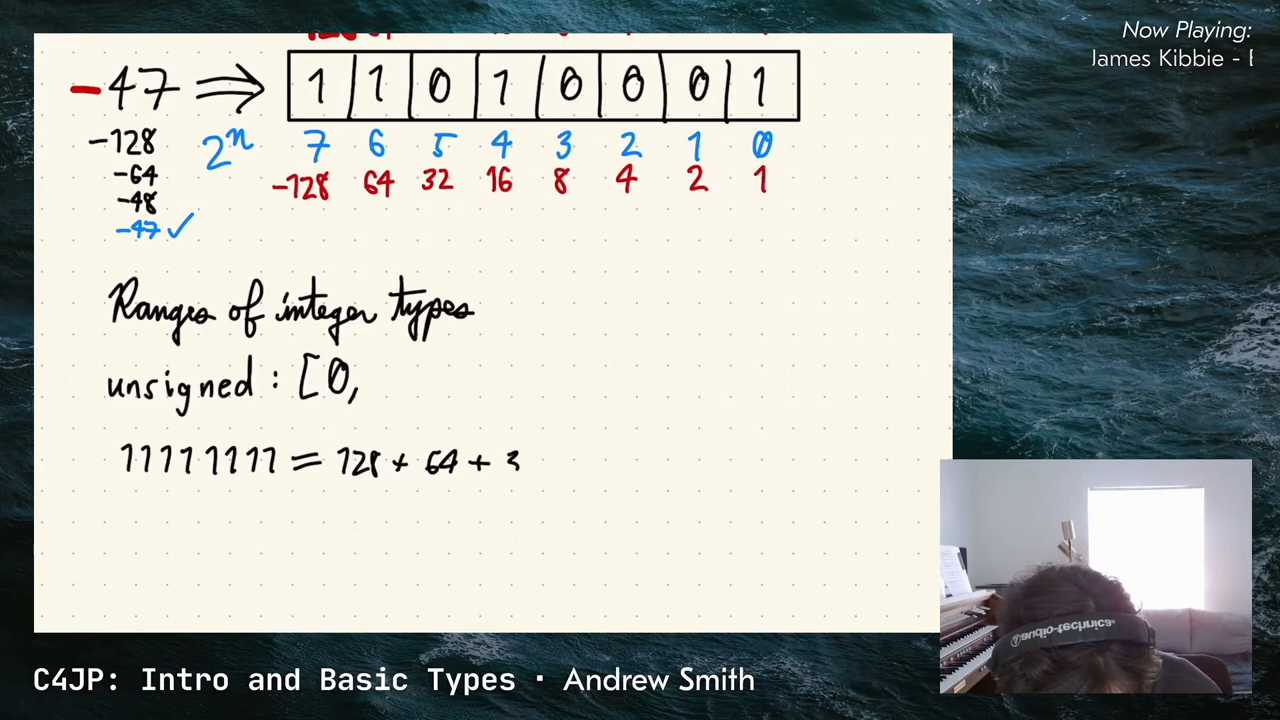 Now Playing:
James Kibbie -
-47 ⇒ 1 1 0 1 0 0 0 1
-128 2ⁿ 7 6 5 4 3 2 1 0
-64 -128 64 32 16 8 4 2 1
-48
-47 ✓
Ranges of integer types
unsigned : [0,
11111111 = 128 + 64 + 3
audio-technica
C4JP: Intro and Basic Types · Andrew Smith